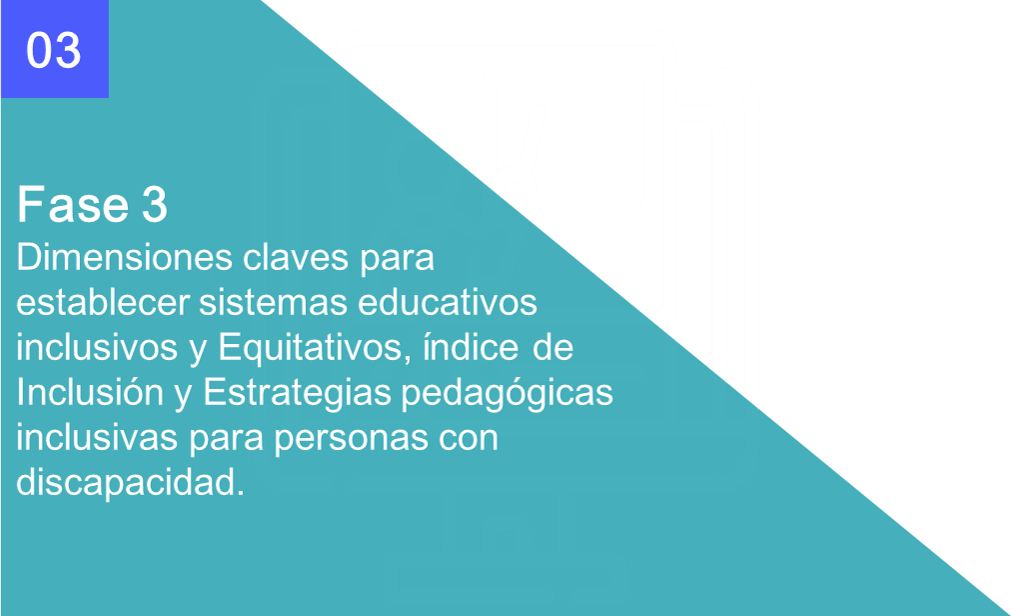 03
Fase 3
Dimensiones claves para
establecer sistemas educativos
inclusivos y Equitativos, índice de
Inclusión y Estrategias pedagógicas
inclusivas para personas con
discapacidad.